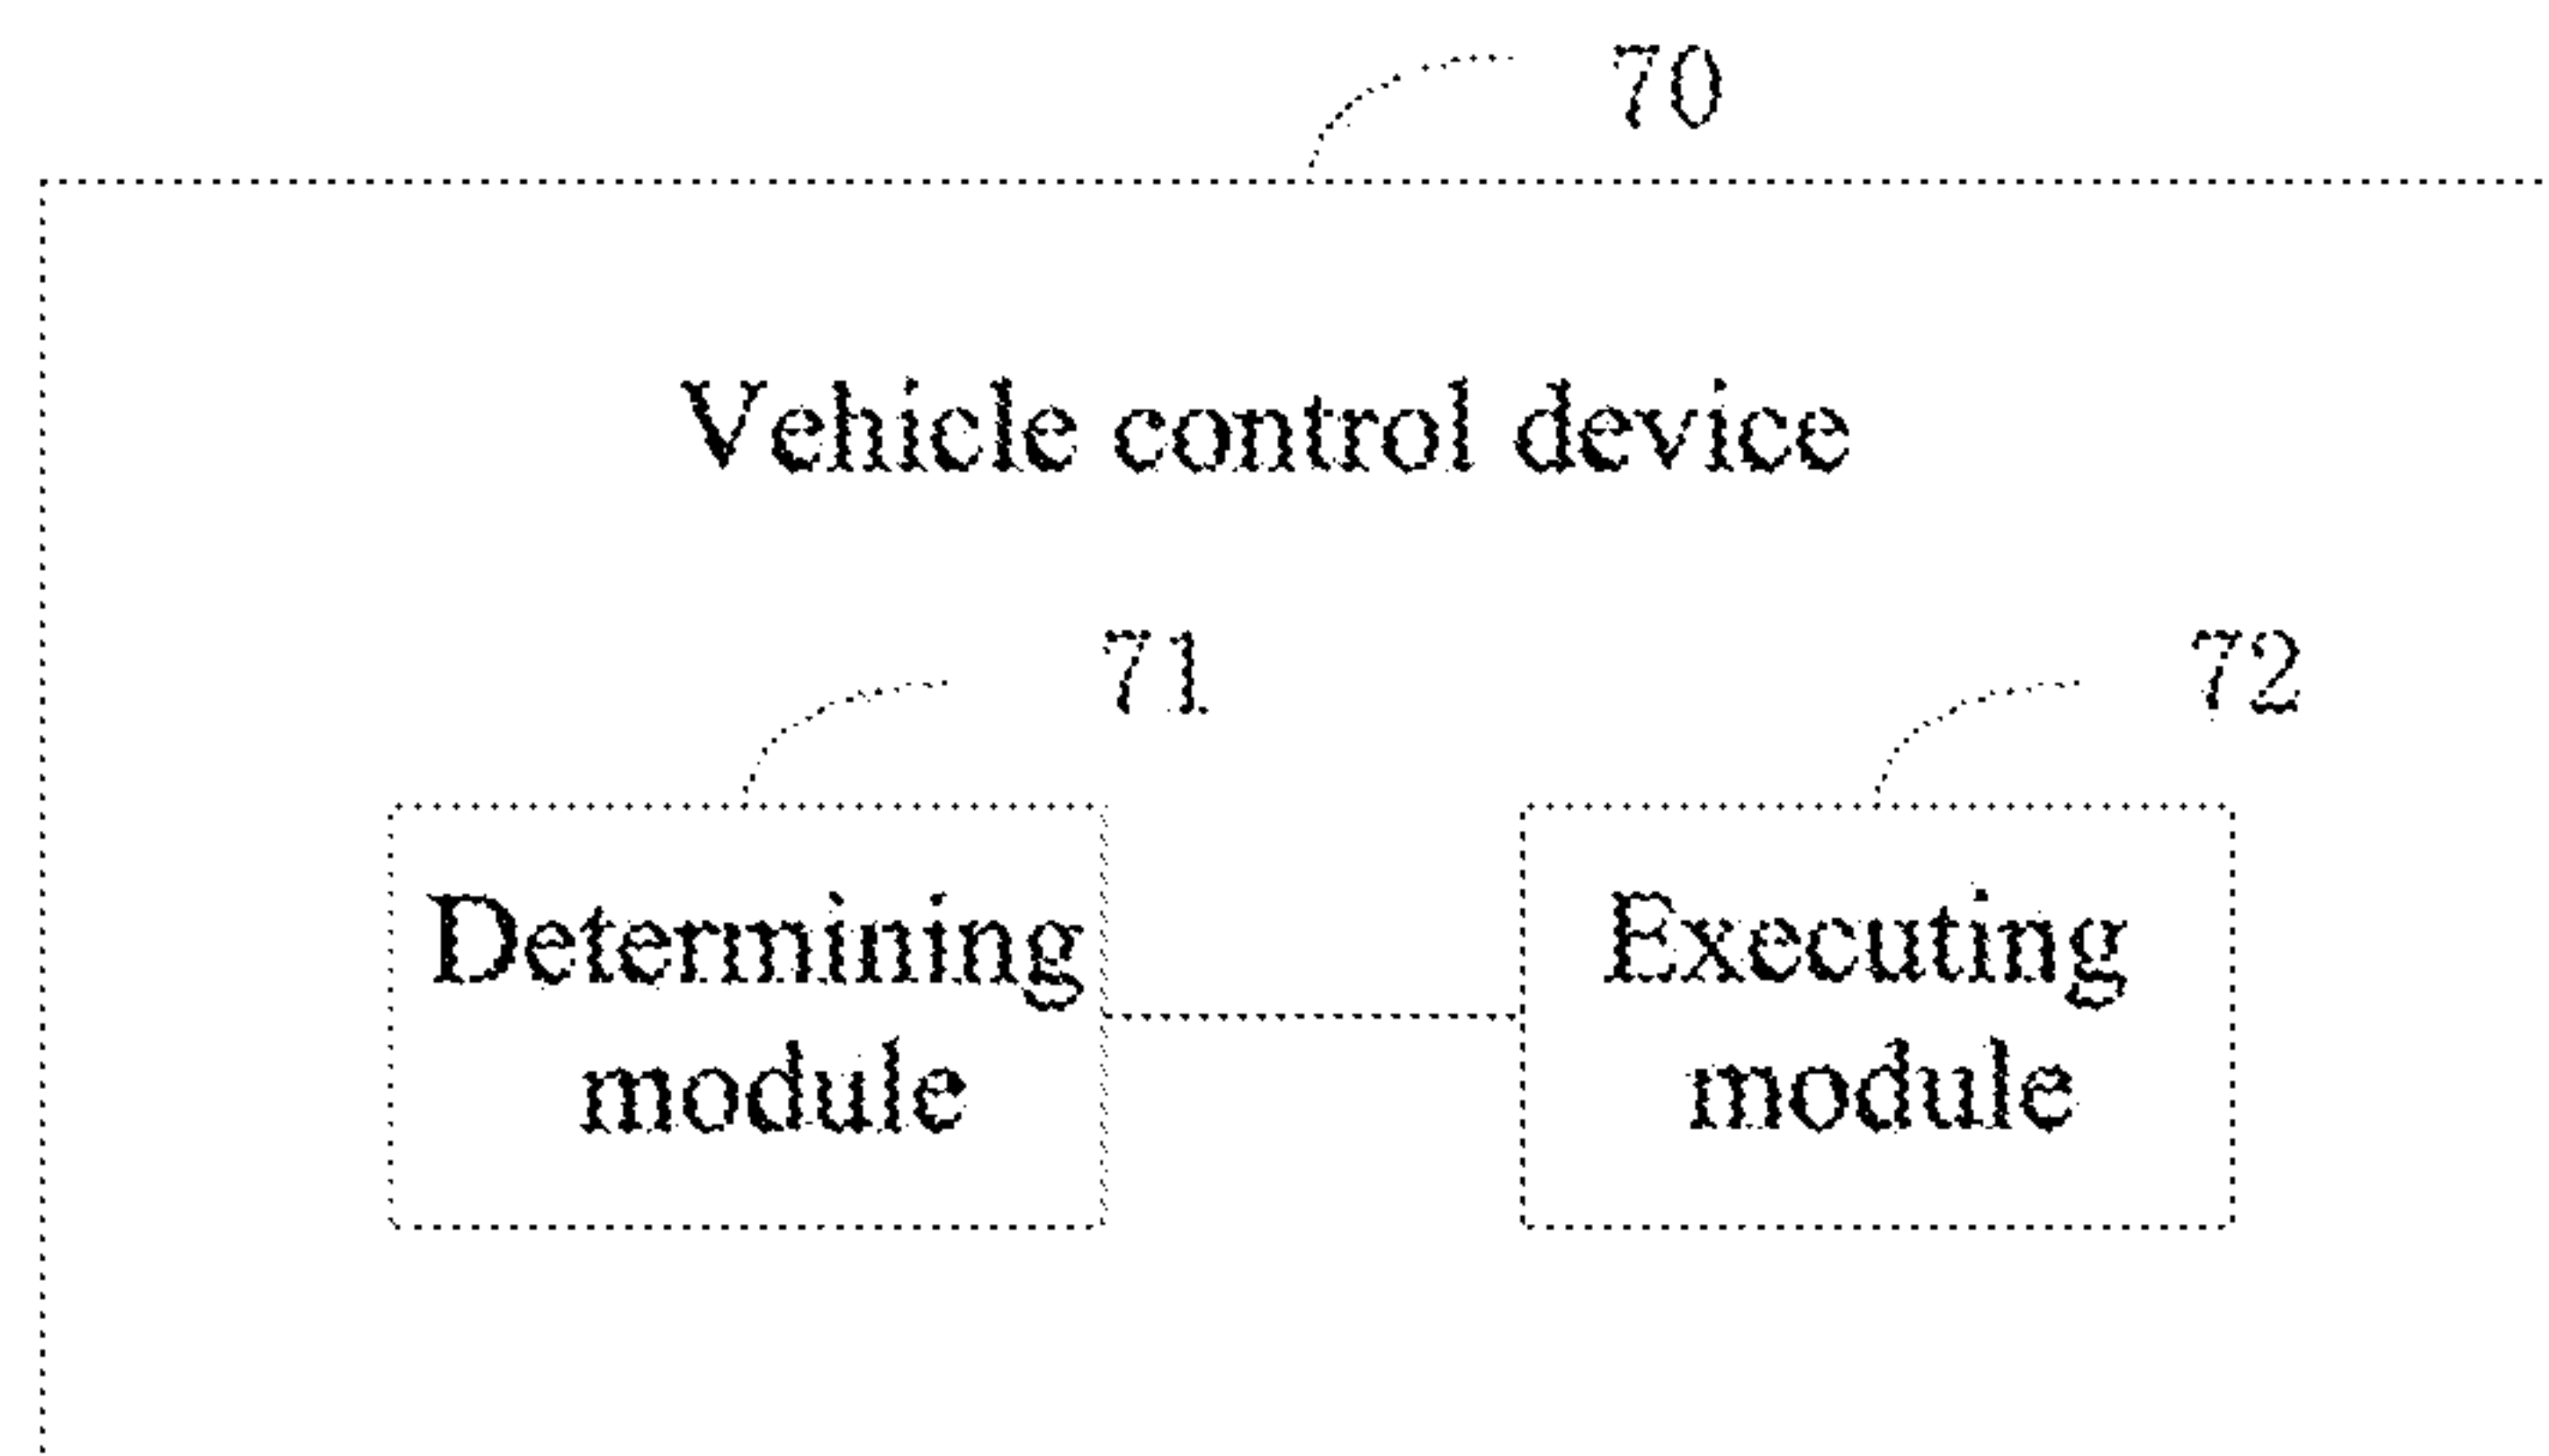 70
Vehicle control device
71
72
Determining
module
Executing
module